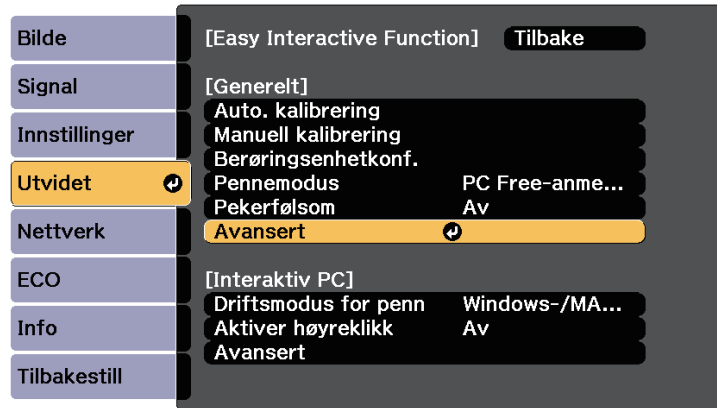 Bilde
Signal
Innstillinger
Utvidet
Nettverk
ECO
Info
Tilbakestill
[Easy Interactive Function] Tilbake
[Generelt]
Auto. kalibrering
Manuell kalibrering
Berøringsenhetkonf.
Pennemodus PC Free-anme...
Pekerfølsom Av
Avansert
[Interaktiv PC]
Driftsmodus for penn Windows-/MA...
Aktiver høyreklikk Av
Avansert